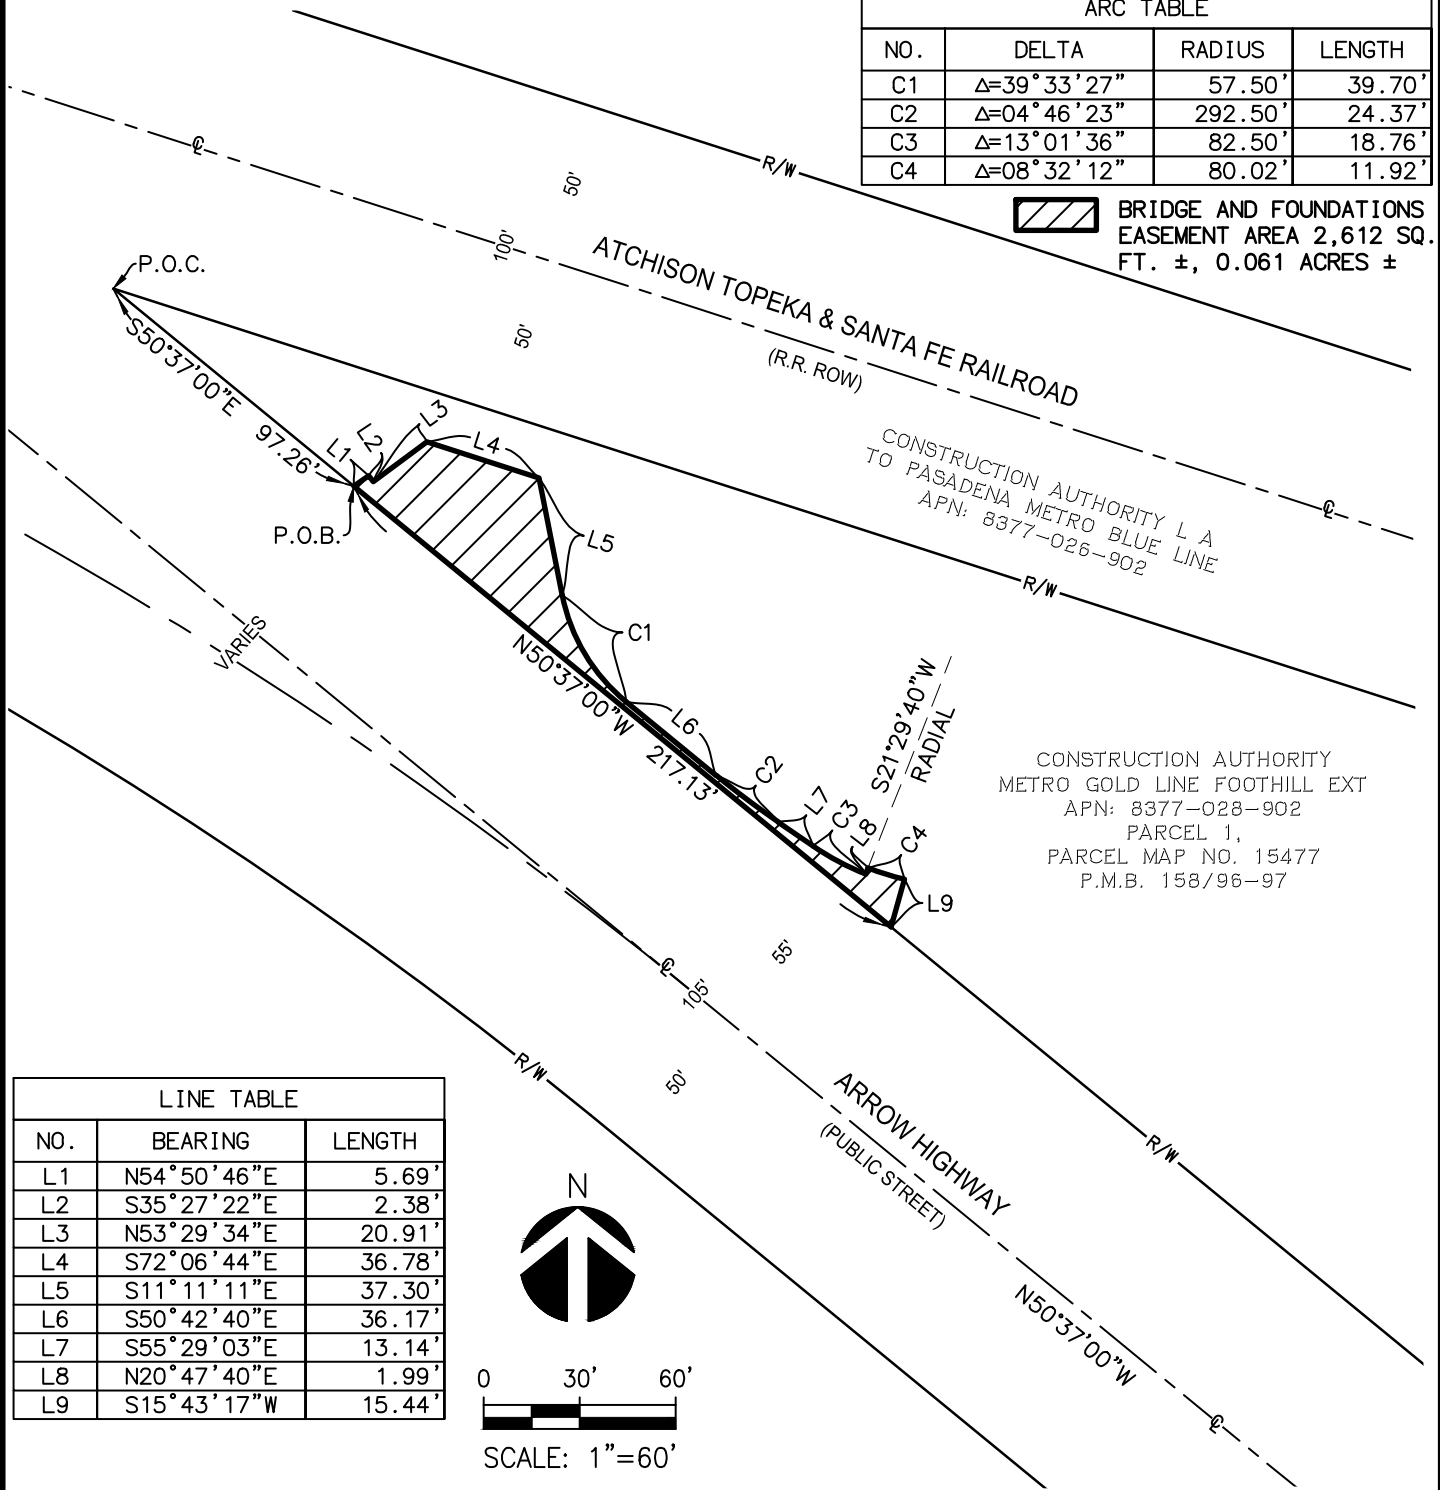 ARC TABLE
NO. DELTA RADIUS LENGTH
C1 Δ=39°33'27" 57.50' 39.70'
C2 Δ=04°46'23" 292.50' 24.37'
C3 Δ=13°01'36" 82.50' 18.76'
C4 Δ=08°32'12" 80.02' 11.92'
BRIDGE AND FOUNDATIONS
EASEMENT AREA 2,612 SQ.
FT. ±, 0.061 ACRES ±
R/W
℄
50'
100'
50'
ATCHISON TOPEKA & SANTA FE RAILROAD
(R.R. ROW)
P.O.C.
S50°37'00"E 97.26'
L1
L2
L3
L4
P.O.B.
L5
C1
CONSTRUCTION AUTHORITY L A
TO PASADENA METRO BLUE LINE
APN: 8377-026-902
℄
R/W
VARIES
N50°37'00"W 217.13'
L6
C2
L7
C3
L8
C4
L9
S21°29'40"W
RADIAL
CONSTRUCTION AUTHORITY
METRO GOLD LINE FOOTHILL EXT
APN: 8377-028-902
PARCEL 1,
PARCEL MAP NO. 15477
P.M.B. 158/96-97
55'
℄
105'
50'
R/W
ARROW HIGHWAY
(PUBLIC STREET)
R/W
N50°37'00"W
℄
LINE TABLE
NO. BEARING LENGTH
L1 N54°50'46"E 5.69'
L2 S35°27'22"E 2.38'
L3 N53°29'34"E 20.91'
L4 S72°06'44"E 36.78'
L5 S11°11'11"E 37.30'
L6 S50°42'40"E 36.17'
L7 S55°29'03"E 13.14'
L8 N20°47'40"E 1.99'
L9 S15°43'17"W 15.44'
N
0 30' 60'
SCALE: 1"=60'